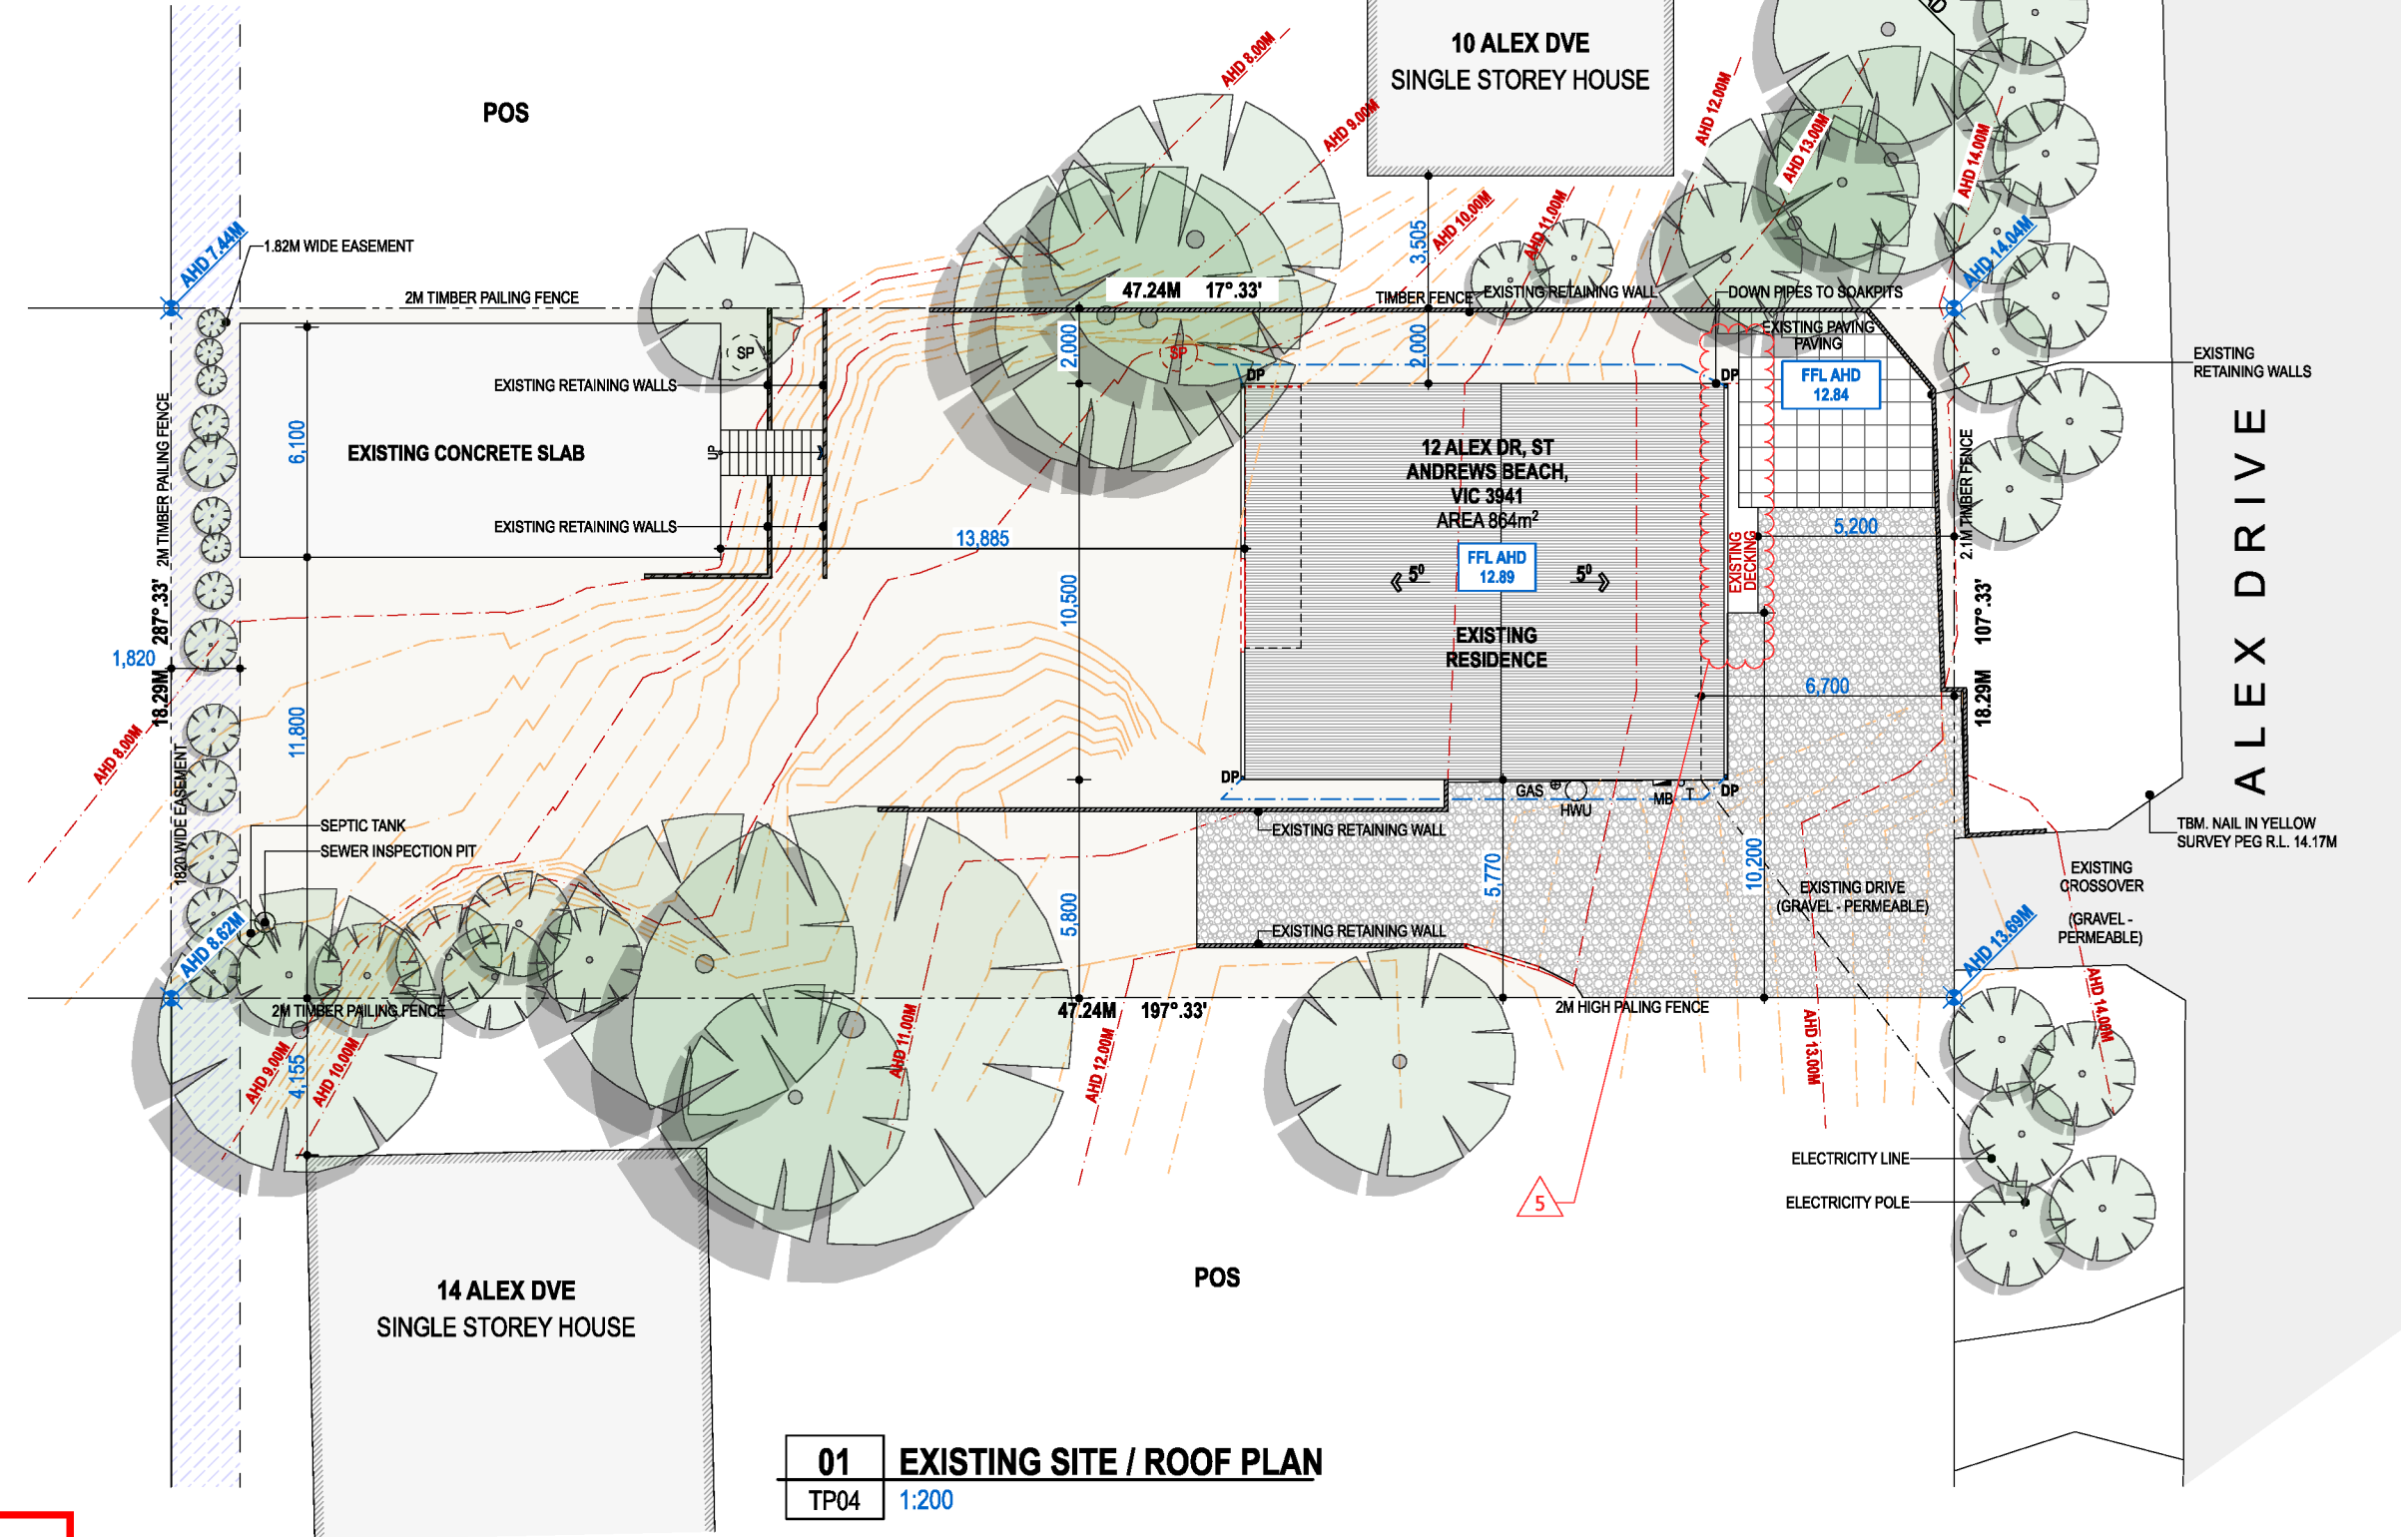 10 ALEX DVE
SINGLE STOREY HOUSE
POS
AHD 8.00M
AHD 9.00M
AHD 12.00M
AHD 13.00M
AHD 14.00M
AHD 10.00M
AHD 11.00M
AHD 7.44M
1.82M WIDE EASEMENT
3,505
AHD 14.04M
2M TIMBER PAILING FENCE
47.24M 17°.33'
TIMBER FENCE
EXISTING RETAINING WALL
DOWN PIPES TO SOAKPITS
EXISTING PAVING
PAVING
2,000
2,000
SP
SP
DP
DP
FFL AHD
12.84
EXISTING
RETAINING WALLS
EXISTING RETAINING WALLS
6,100
EXISTING CONCRETE SLAB
UP
2M TIMBER PAILING FENCE
12 ALEX DR, ST
ANDREWS BEACH,
VIC 3941
AREA 864m²
EXISTING RETAINING WALLS
13,885
5,200
2.1M TIMBER FENCE
FFL AHD
12.89
5⁰
5⁰
EXISTING
DECKING
10,500
EXISTING
RESIDENCE
18.29M 287°.33'
1,820
18.29M 107°.33'
6,700
ALEX DRIVE
11,800
AHD 8.00M
1820 WIDE EASEMENT
DP
GAS
HWU
MB
T
DP
SEPTIC TANK
SEWER INSPECTION PIT
EXISTING RETAINING WALL
TBM. NAIL IN YELLOW
SURVEY PEG R.L. 14.17M
5,770
10,200
EXISTING DRIVE
(GRAVEL - PERMEABLE)
EXISTING
CROSSOVER
(GRAVEL -
PERMEABLE)
5,800
EXISTING RETAINING WALL
AHD 8.62M
AHD 13.69M
2M TIMBER PAILING FENCE
47.24M 197°.33'
2M HIGH PALING FENCE
AHD 9.00M
4,155
AHD 10.00M
AHD 11.00M
AHD 12.00M
AHD 13.000M
AHD 14.00M
ELECTRICITY LINE
ELECTRICITY POLE
5
14 ALEX DVE
SINGLE STOREY HOUSE
POS
01
EXISTING SITE / ROOF PLAN
TP04
1:200